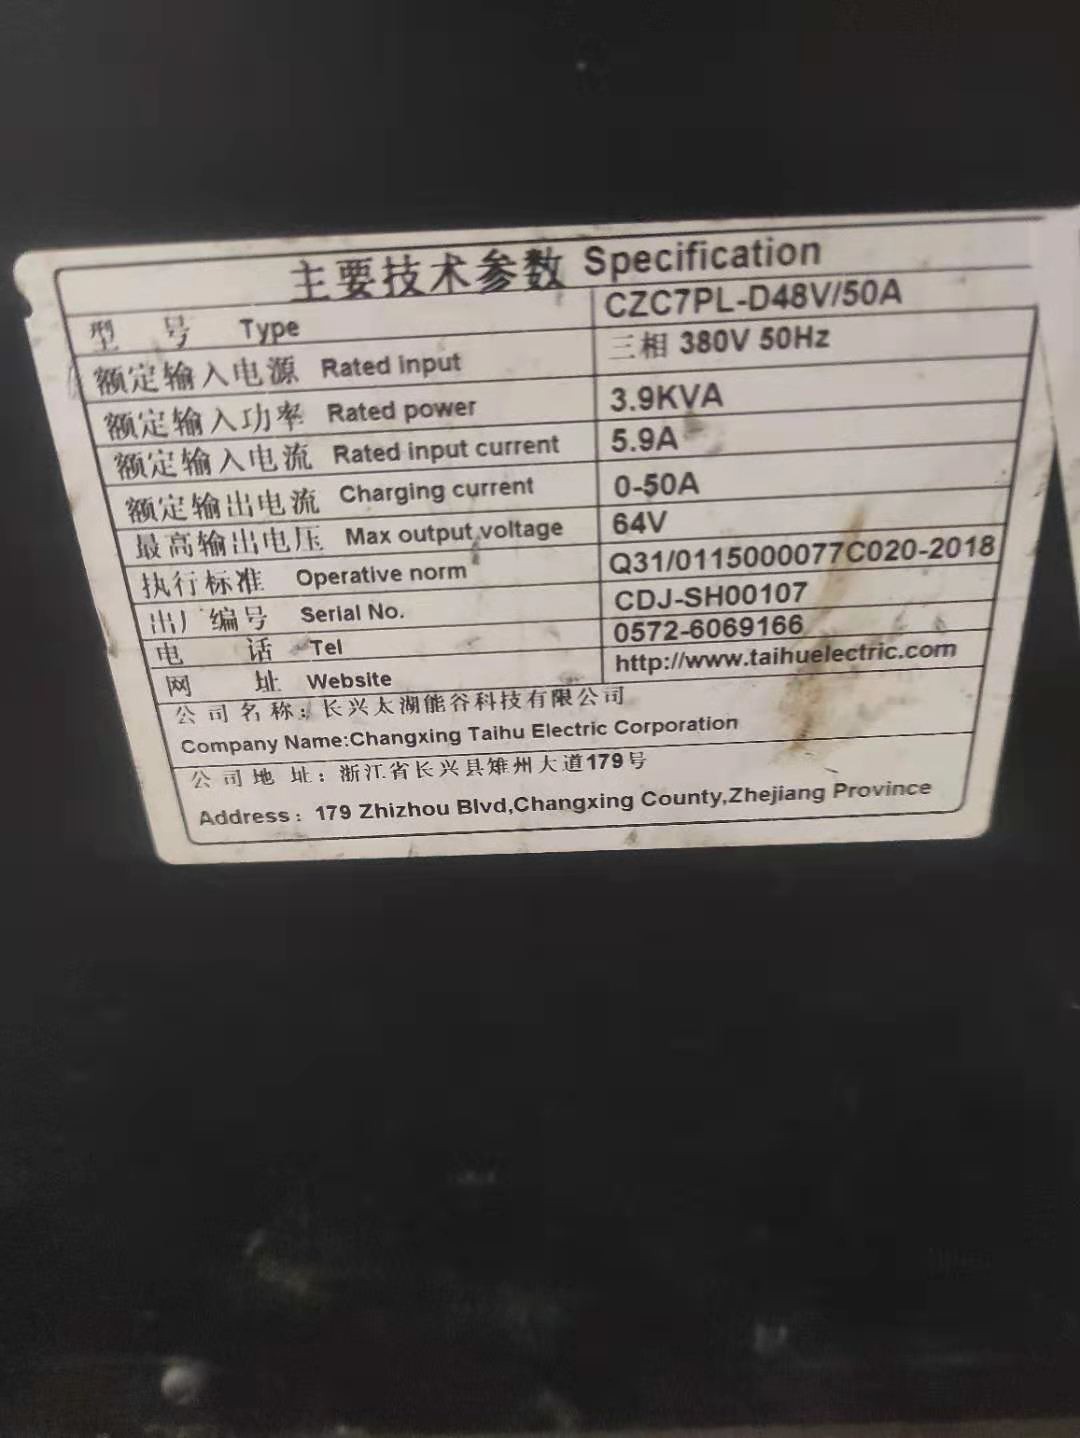 主要技术参数 Specification
型 号 Type CZC7PL-D48V/50A
额定输入电源 Rated input 三相 380V 50Hz
额定输入功率 Rated power 3.9KVA
额定输入电流 Rated input current 5.9A
额定输出电流 Charging current 0-50A
最高输出电压 Max output voltage 64V
执行标准 Operative norm Q31/0115000077C020-2018
出厂编号 Serial No. CDJ-SH00107
电 话 Tel 0572-6069166
网 址 Website http://www.taihuelectric.com
公司名称：长兴太湖能谷科技有限公司
Company Name:Changxing Taihu Electric Corporation
公司地址：浙江省长兴县雉州大道179号
Address：179 Zhizhou Blvd,Changxing County,Zhejiang Province